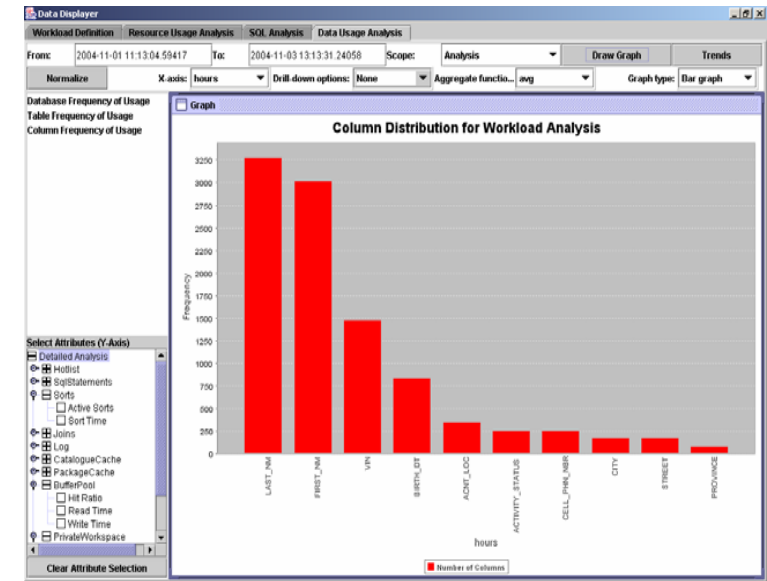 Data Displayer
Workload Definition Resource Usage Analysis SQL Analysis Data Usage Analysis
From: 2004-11-01 11:13:04.59417 To: 2004-11-03 13:13:31.24058 Scope: Analysis Draw Graph Trends
Normalize X-axis: hours Drill-down options: None Aggregate functio... avg Graph type: Bar graph
Database Frequency of Usage
Table Frequency of Usage
Column Frequency of Usage
Graph
Column Distribution for Workload Analysis
Frequency
3250
3000
2750
2500
2250
2000
1750
1500
1250
1000
750
500
250
0
LAST_NM
FIRST_NM
VIN
BIRTH_DT
ACNT_LOC
ACTIVITY_STATUS
CELL_PHN_NBR
CITY
STREET
PROVINCE
hours
Number of Columns
Select Attributes (Y-Axis)
Detailed Analysis
Hotlist
SqlStatements
Sorts
Active Sorts
Sort Time
Joins
Log
CatalogueCache
PackageCache
BufferPool
Hit Ratio
Read Time
Write Time
PrivateWorkspace
Clear Attribute Selection